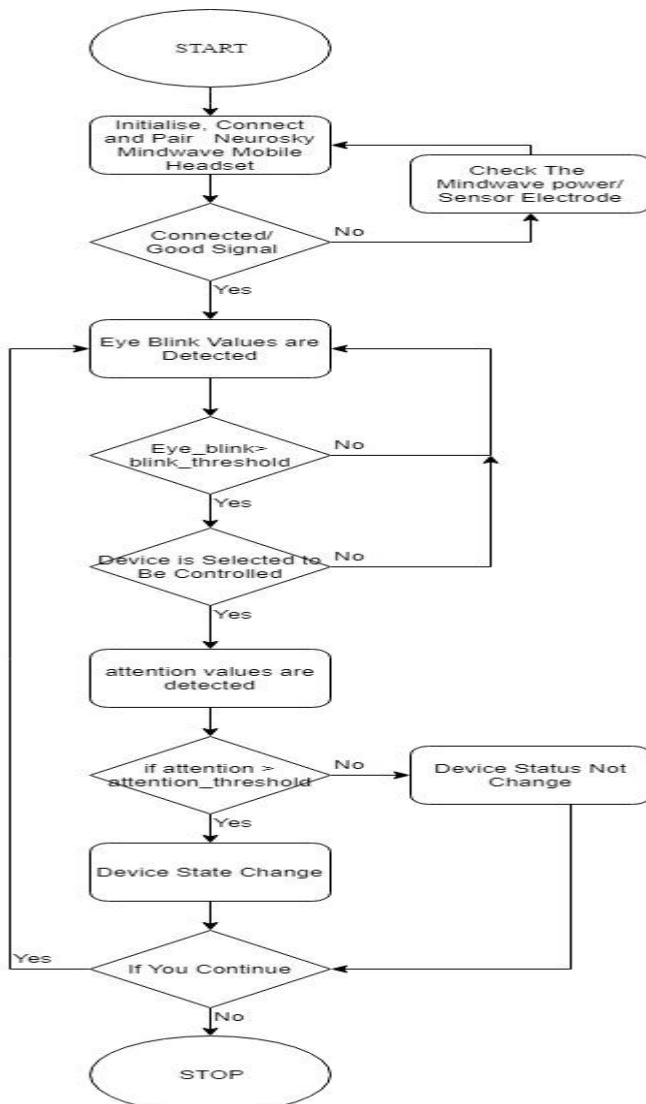 START
Initialise, Connect
and Pair Neurosky
Mindwave Mobile
Headset
Check The
Mindwave power/
Sensor Electrode
Connected/
Good Signal
No
Yes
Eye Blink Values are
Detected
Eye_blink>
blink_threshold
No
Yes
Device is Selected to
Be Controlled
No
Yes
attention values are
detected
if attention >
attention_threshold
No
Device Status Not
Change
Yes
Device State Change
If You Continue
Yes
No
STOP